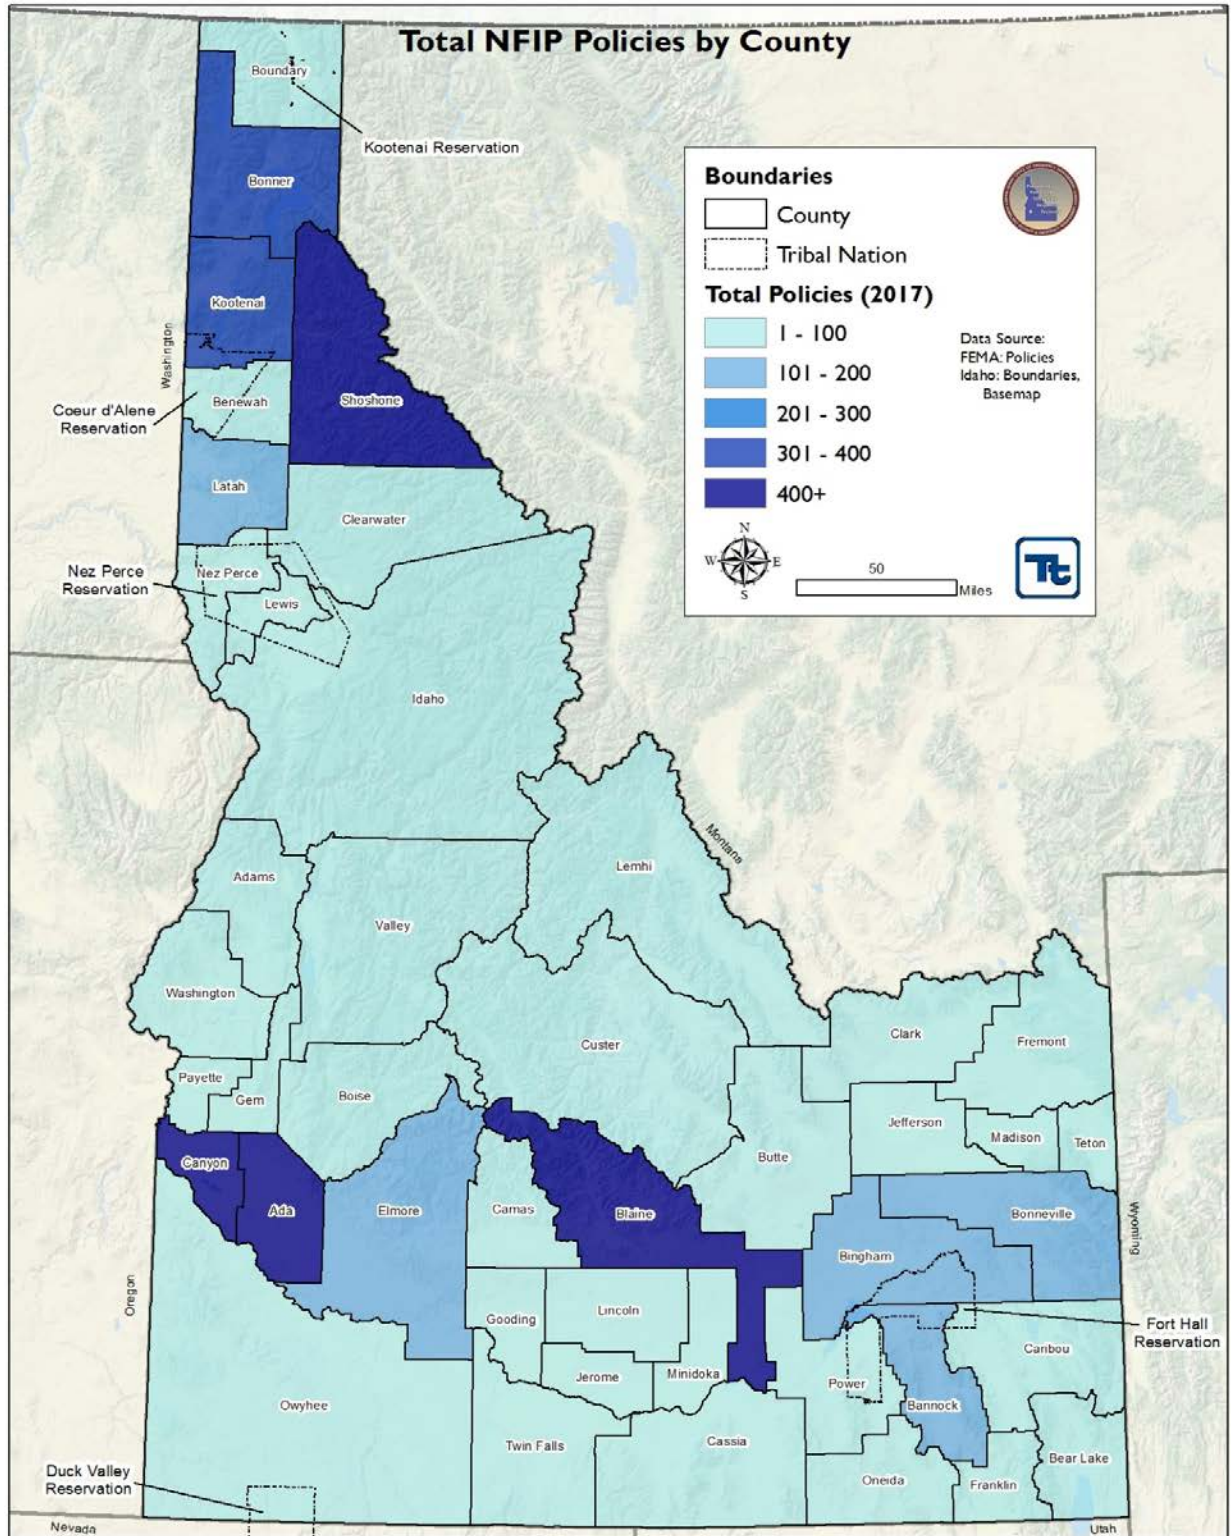 Total NFIP Policies by County
Boundary
Kootenai Reservation
Bonner
Kootenai
Washington
Shoshone
Coeur d'Alene
Reservation
Benewah
Latah
Clearwater
Nez Perce
Reservation
Nez Perce
Lewis
Idaho
Boundaries
County
Tribal Nation
Total Policies (2017)
1 - 100
101 - 200
201 - 300
301 - 400
400+
Data Source:
FEMA: Policies
Idaho: Boundaries,
Basemap
N
W
E
S
50
Miles
Tt
Montana
Lemhi
Adams
Valley
Washington
Custer
Clark
Fremont
Payette
Gem
Boise
Jefferson
Madison
Teton
Butte
Canyon
Ada
Elmore
Camas
Blaine
Bonneville
Bingham
Wyoming
Oregon
Gooding
Lincoln
Fort Hall
Reservation
Caribou
Jerome
Minidoka
Power
Owyhee
Bannock
Twin Falls
Cassia
Bear Lake
Oneida
Franklin
Duck Valley
Reservation
Nevada
Utah